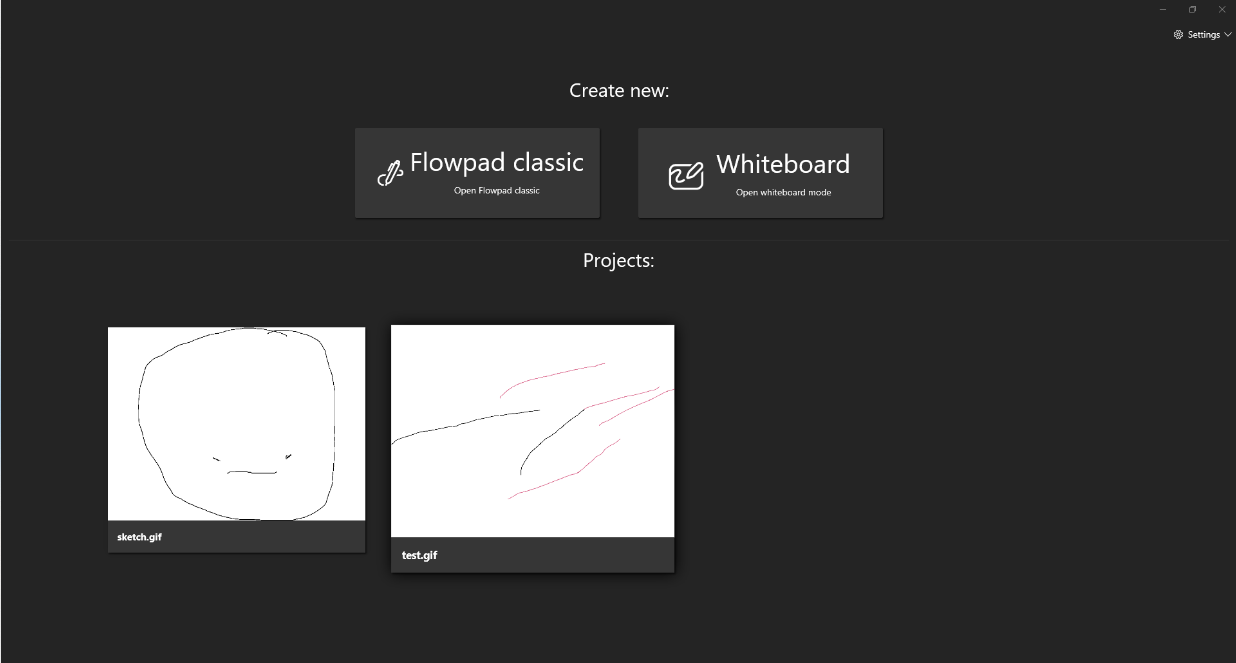 Settings
Create new:
Flowpad classic
Open Flowpad classic
Whiteboard
Open whiteboard mode
Projects:
sketch.gif
test.gif